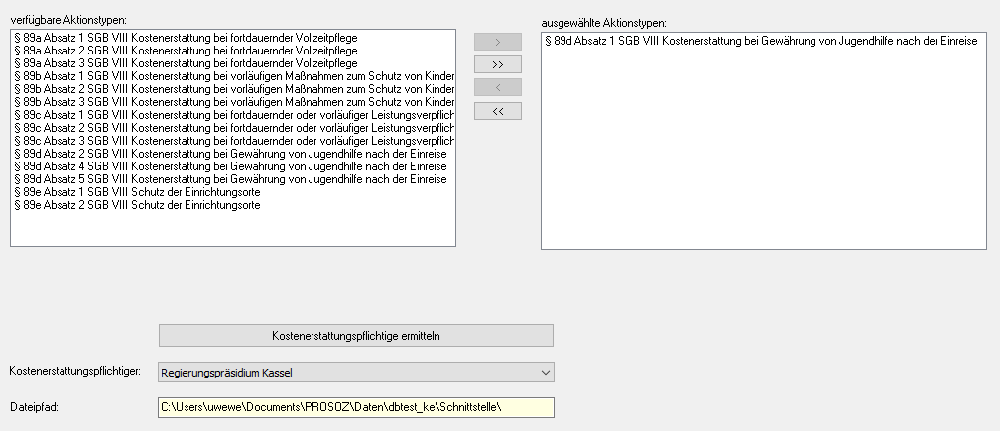 verfügbare Aktionstypen:
§ 89a Absatz 1 SGB VIII Kostenerstattung bei fortdauernder Vollzeitpflege
§ 89a Absatz 2 SGB VIII Kostenerstattung bei fortdauernder Vollzeitpflege
§ 89a Absatz 3 SGB VIII Kostenerstattung bei fortdauernder Vollzeitpflege
§ 89b Absatz 1 SGB VIII Kostenerstattung bei vorläufigen Maßnahmen zum Schutz von Kinder
§ 89b Absatz 2 SGB VIII Kostenerstattung bei vorläufigen Maßnahmen zum Schutz von Kinder
§ 89b Absatz 3 SGB VIII Kostenerstattung bei vorläufigen Maßnahmen zum Schutz von Kinder
§ 89c Absatz 1 SGB VIII Kostenerstattung bei fortdauernder oder vorläufiger Leistungsverpflich
§ 89c Absatz 2 SGB VIII Kostenerstattung bei fortdauernder oder vorläufiger Leistungsverpflich
§ 89c Absatz 3 SGB VIII Kostenerstattung bei fortdauernder oder vorläufiger Leistungsverpflich
§ 89d Absatz 2 SGB VIII Kostenerstattung bei Gewährung von Jugendhilfe nach der Einreise
§ 89d Absatz 4 SGB VIII Kostenerstattung bei Gewährung von Jugendhilfe nach der Einreise
§ 89d Absatz 5 SGB VIII Kostenerstattung bei Gewährung von Jugendhilfe nach der Einreise
§ 89e Absatz 1 SGB VIII Schutz der Einrichtungsorte
§ 89e Absatz 2 SGB VIII Schutz der Einrichtungsorte
>
>>
<
<<
ausgewählte Aktionstypen:
§ 89d Absatz 1 SGB VIII Kostenerstattung bei Gewährung von Jugendhilfe nach der Einreise
Kostenerstattungspflichtige ermitteln
Kostenerstattungspflichtiger:
Regierungspräsidium Kassel
Dateipfad:
C:\Users\uwewe\Documents\PROSOZ\Daten\dbtest_ke\Schnittstelle\